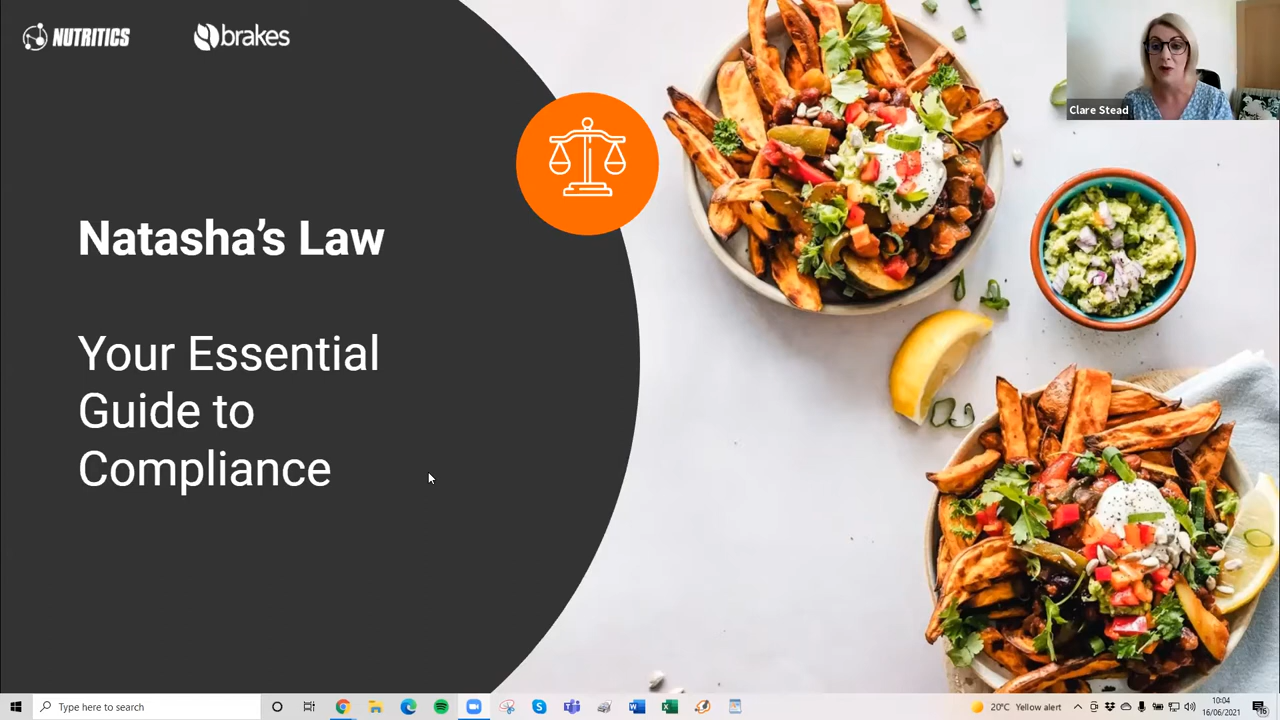 NUTRITICS
brakes
Clare Stead
Natasha's Law
Your Essential
Guide to
Compliance
Type here to search
20°C Yellow alert
10:04
16/06/2021
16